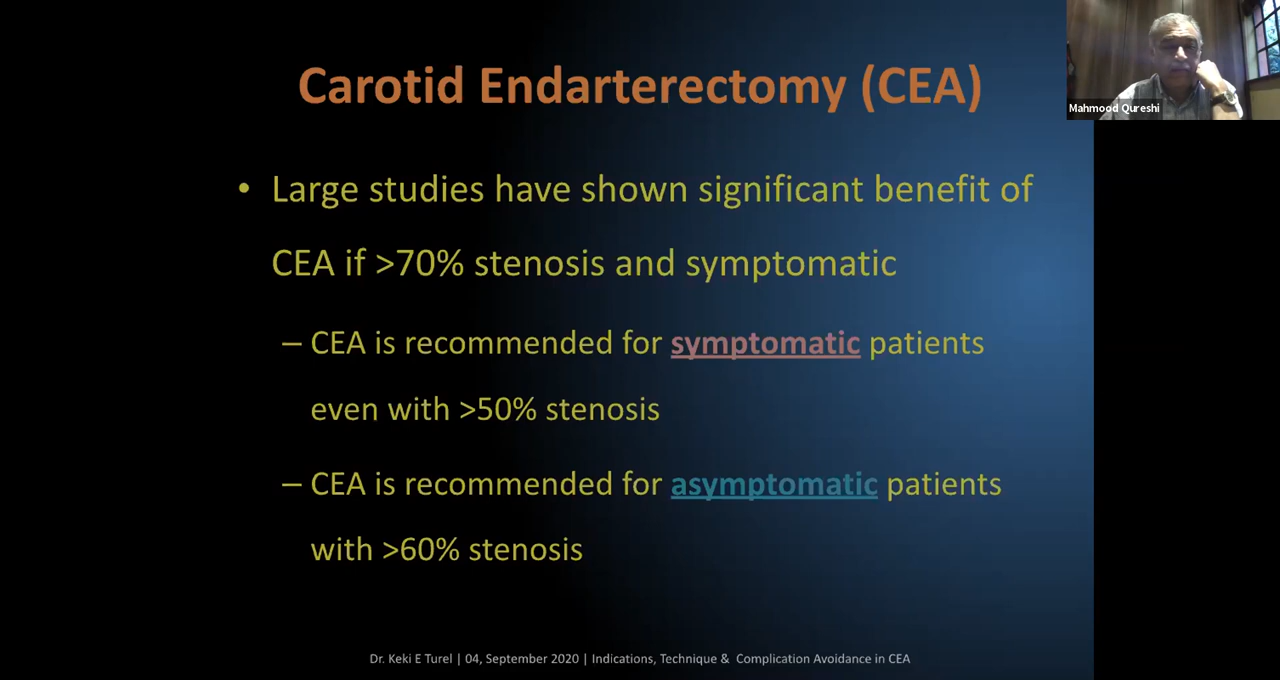 Carotid Endarterectomy (CEA)
Mahmood Qureshi
• Large studies have shown significant benefit of
CEA if >70% stenosis and symptomatic
– CEA is recommended for symptomatic patients
even with >50% stenosis
– CEA is recommended for asymptomatic patients
with >60% stenosis
Dr. Keki E Turel | 04, September 2020 | Indications, Technique & Complication Avoidance in CEA